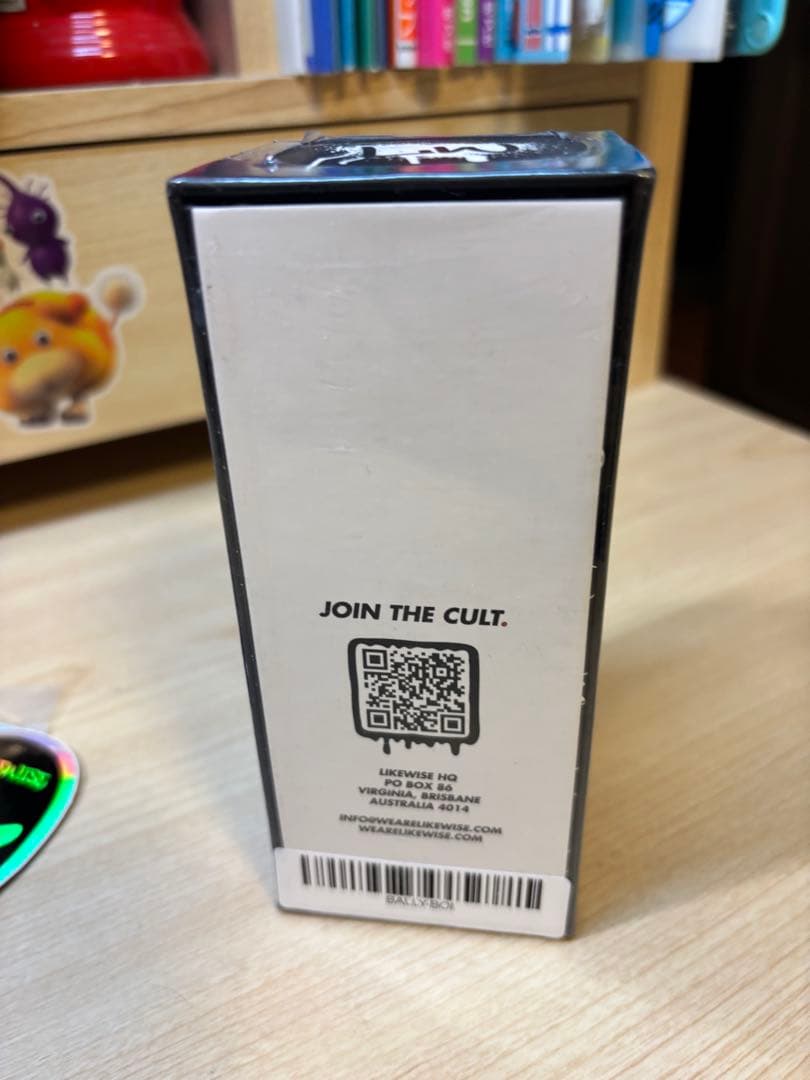 JOIN THE CULT.
LIKEWISE HQ
PO BOX 86
VIRGINIA, BRISBANE
AUSTRALIA 4014
INFO@WEARELIKEWISE.COM
WEARELIKEWISE.COM
BALLY-BOI